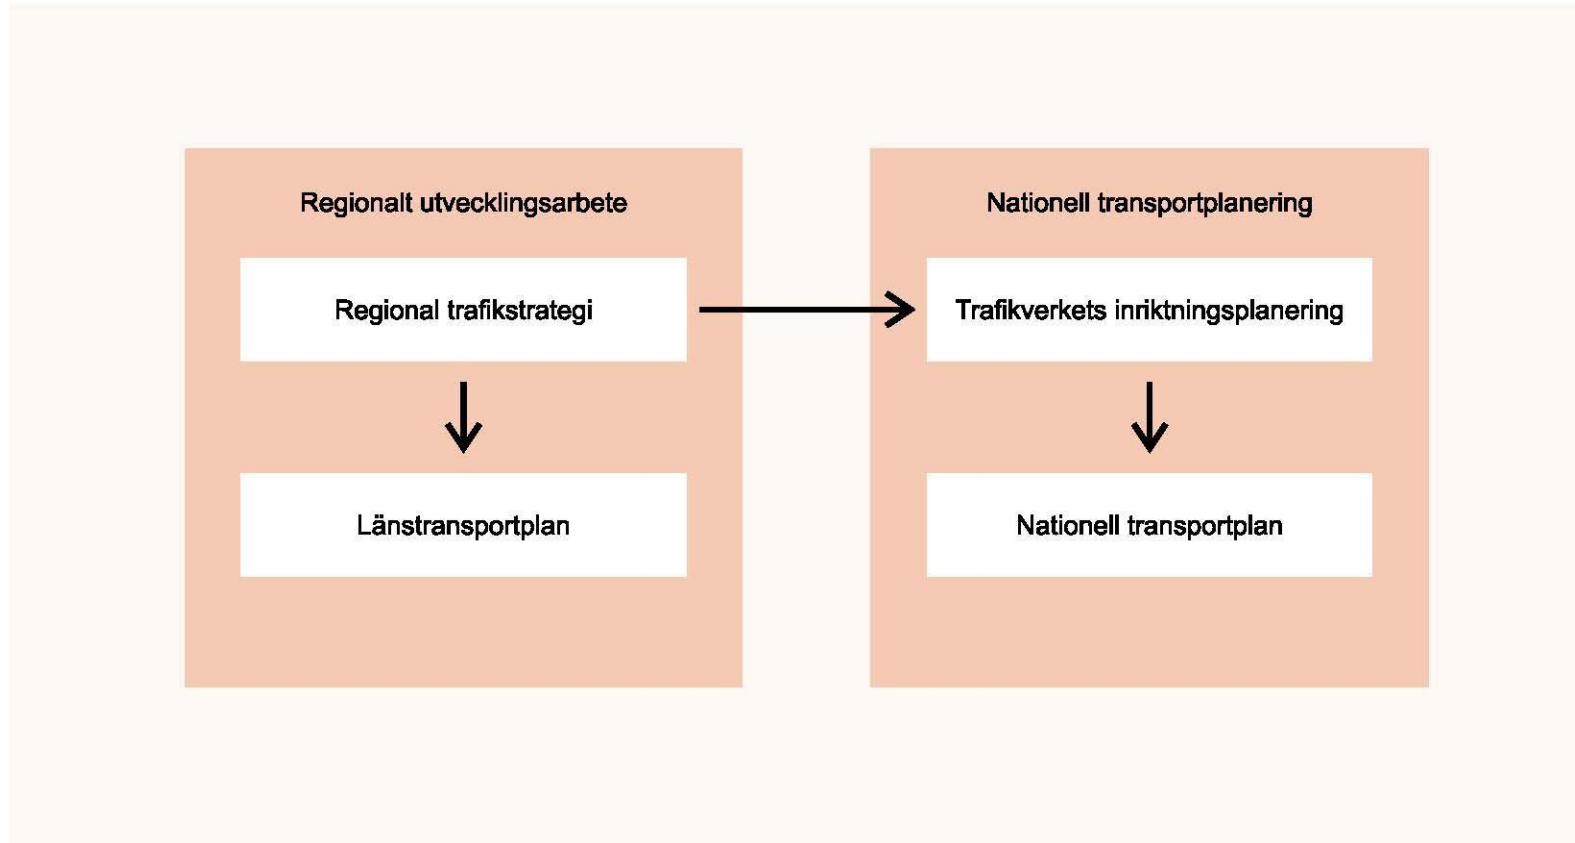 Regionalt utvecklingsarbete
Regional trafikstrategi
Länstransportplan
Nationell transportplanering
Trafikverkets inriktningsplanering
Nationell transportplan